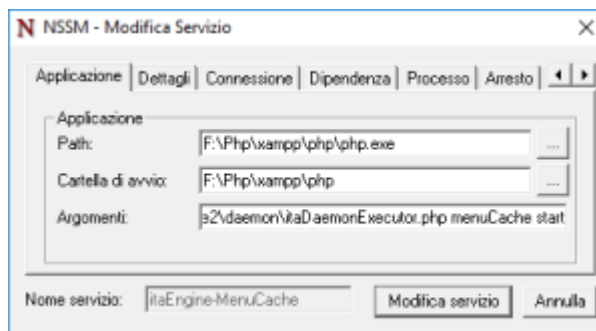 NSSM - Modifica Servizio
Applicazione Dettagli Connessione Dipendenza Processo Arresto
Applicazione
Path: F:\Php\xampp\php\php.exe ...
Cartella di avvio: F:\Php\xampp\php ...
Argomenti: e2\daemon\itaDaemonExecutor.php menuCache start
Nome servizio: itaEngine-MenuCache Modifica servizio Annulla